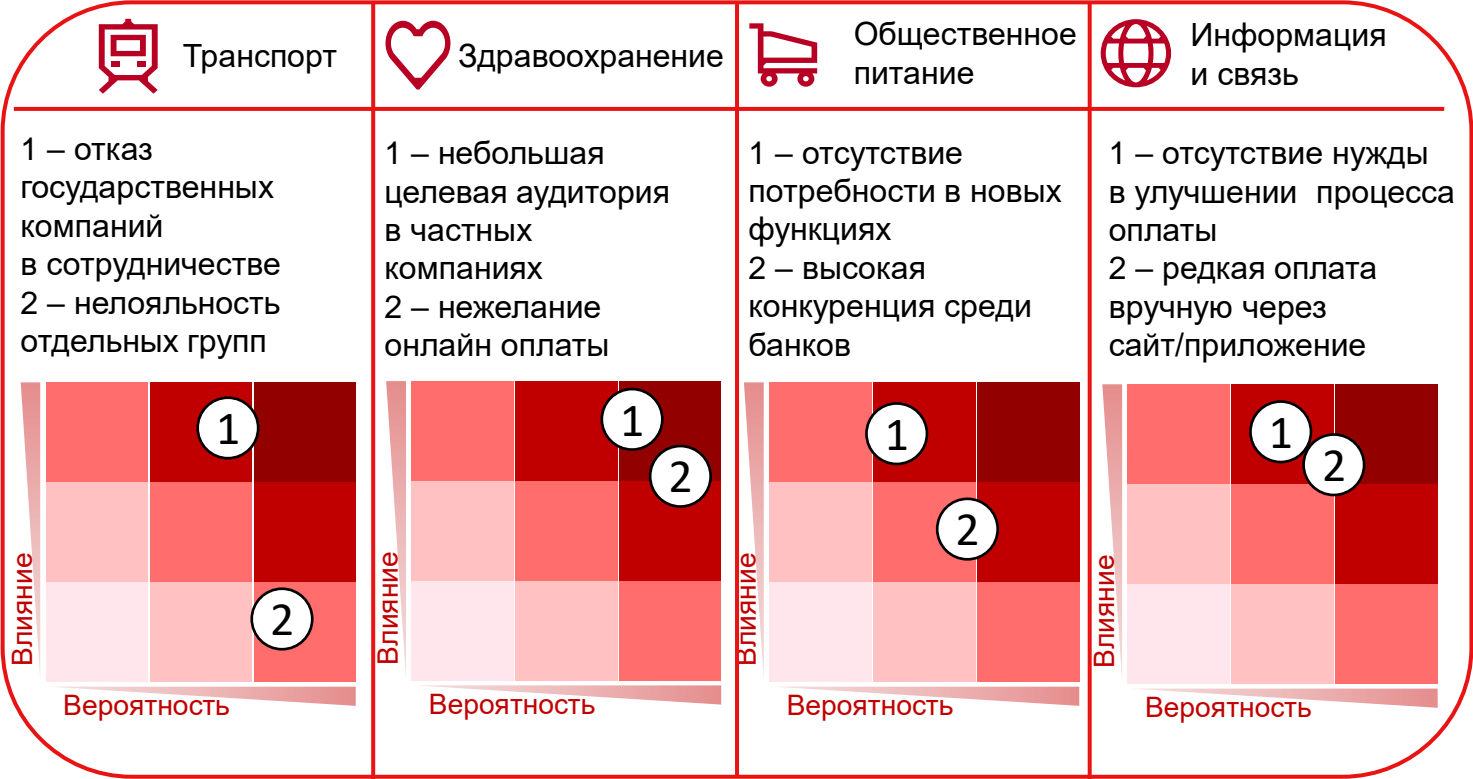 Транспорт
1 – отказ
государственных
компаний
в сотрудничестве
2 – нелояльность
отдельных групп
1
2
Влияние
Вероятность
Здравоохранение
1 – небольшая
целевая аудитория
в частных
компаниях
2 – нежелание
онлайн оплаты
1
2
Влияние
Вероятность
Общественное
питание
1 – отсутствие
потребности в новых
функциях
2 – высокая
конкуренция среди
банков
1
2
Влияние
Вероятность
Информация
и связь
1 – отсутствие нужды
в улучшении процесса
оплаты
2 – редкая оплата
вручную через
сайт/приложение
1
2
Влияние
Вероятность